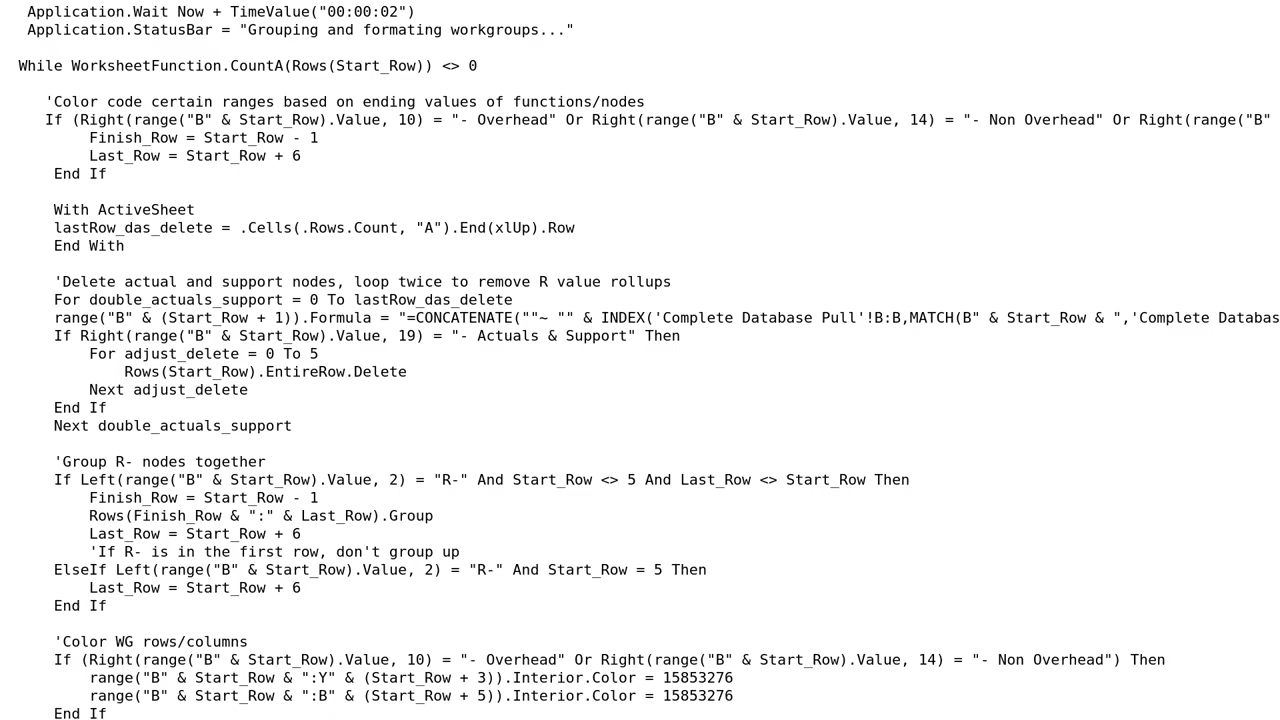 Application.Wait Now + TimeValue("00:00:02")
Application.StatusBar = "Grouping and formating workgroups..."
While WorksheetFunction.CountA(Rows(Start_Row)) <> 0
'Color code certain ranges based on ending values of functions/nodes
If (Right(range("B" & Start_Row).Value, 10) = "- Overhead" Or Right(range("B" & Start_Row).Value, 14) = "- Non Overhead" Or Right(range("B"
Finish_Row = Start_Row - 1
Last_Row = Start_Row + 6
End If
With ActiveSheet
lastRow_das_delete = .Cells(.Rows.Count, "A").End(xlUp).Row
End With
'Delete actual and support nodes, loop twice to remove R value rollups
For double_actuals_support = 0 To lastRow_das_delete
range("B" & (Start_Row + 1)).Formula = "=CONCATENATE(""~ "" & INDEX('Complete Database Pull'!B:B,MATCH(B" & Start_Row & ",'Complete Databas
If Right(range("B" & Start_Row).Value, 19) = "- Actuals & Support" Then
For adjust_delete = 0 To 5
Rows(Start_Row).EntireRow.Delete
Next adjust_delete
End If
Next double_actuals_support
'Group R- nodes together
If Left(range("B" & Start_Row).Value, 2) = "R-" And Start_Row <> 5 And Last_Row <> Start_Row Then
Finish_Row = Start_Row - 1
Rows(Finish_Row & ":" & Last_Row).Group
Last_Row = Start_Row + 6
'If R- is in the first row, don't group up
ElseIf Left(range("B" & Start_Row).Value, 2) = "R-" And Start_Row = 5 Then
Last_Row = Start_Row + 6
End If
'Color WG rows/columns
If (Right(range("B" & Start_Row).Value, 10) = "- Overhead" Or Right(range("B" & Start_Row).Value, 14) = "- Non Overhead") Then
range("B" & Start_Row & ":Y" & (Start_Row + 3)).Interior.Color = 15853276
range("B" & Start_Row & ":B" & (Start_Row + 5)).Interior.Color = 15853276
End If